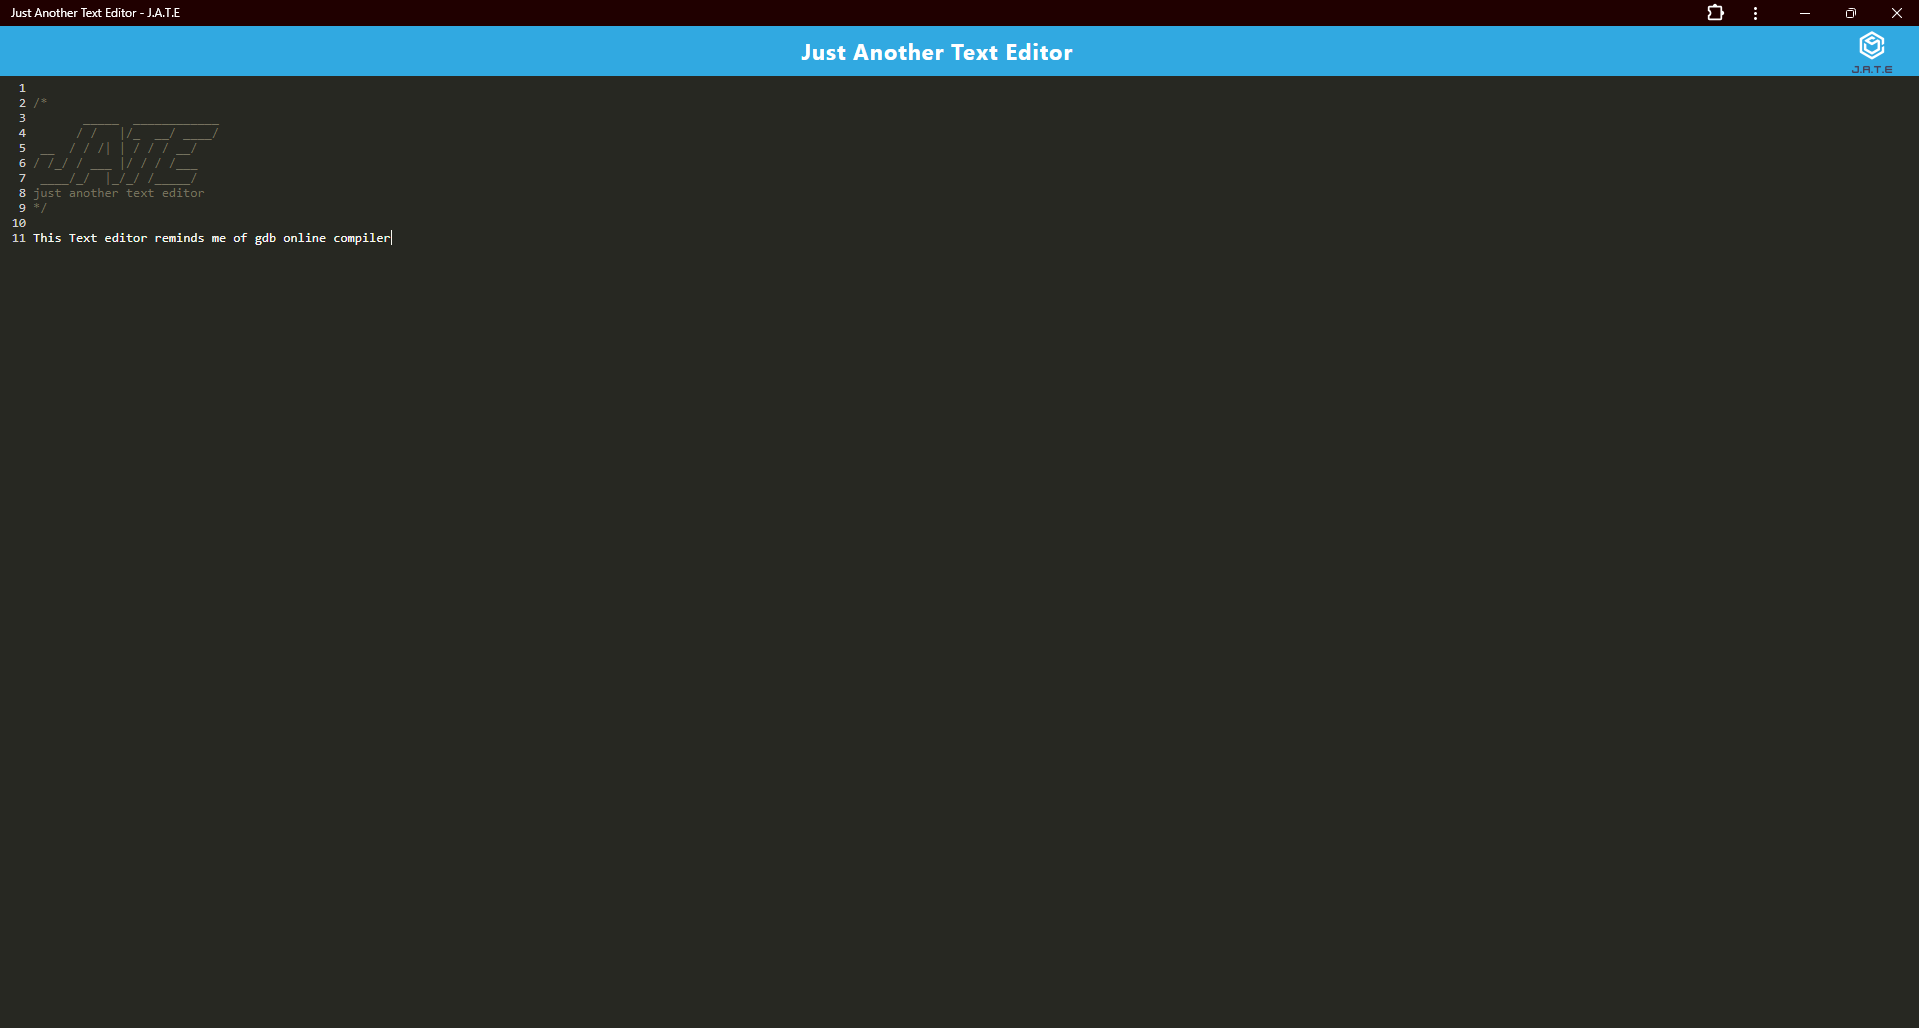 Just Another Text Editor - J.A.T.E
Just Another Text Editor
J.A.T.E
1
2 /*
3         _____  ____________
4       / /   |/_  __/ ____/
5  __  / / /| | / / / __/
6 / /_/ / ___ |/ / / /___
7  ____/_/  |_/_/ /_____/
8 just another text editor
9 */
10
11 This Text editor reminds me of gdb online compiler